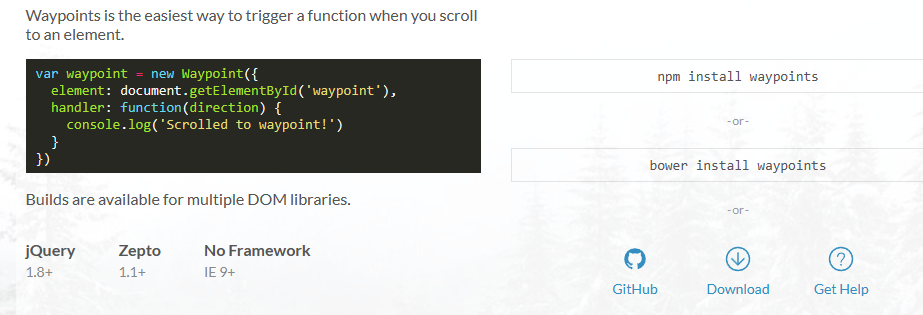 Waypoints is the easiest way to trigger a function when you scroll
to an element.
var waypoint = new Waypoint({
  element: document.getElementById('waypoint'),
  handler: function(direction) {
    console.log('Scrolled to waypoint!')
  }
})
Builds are available for multiple DOM libraries.
jQuery Zepto No Framework
1.8+ 1.1+ IE 9+
npm install waypoints
-or-
bower install waypoints
-or-
GitHub Download Get Help